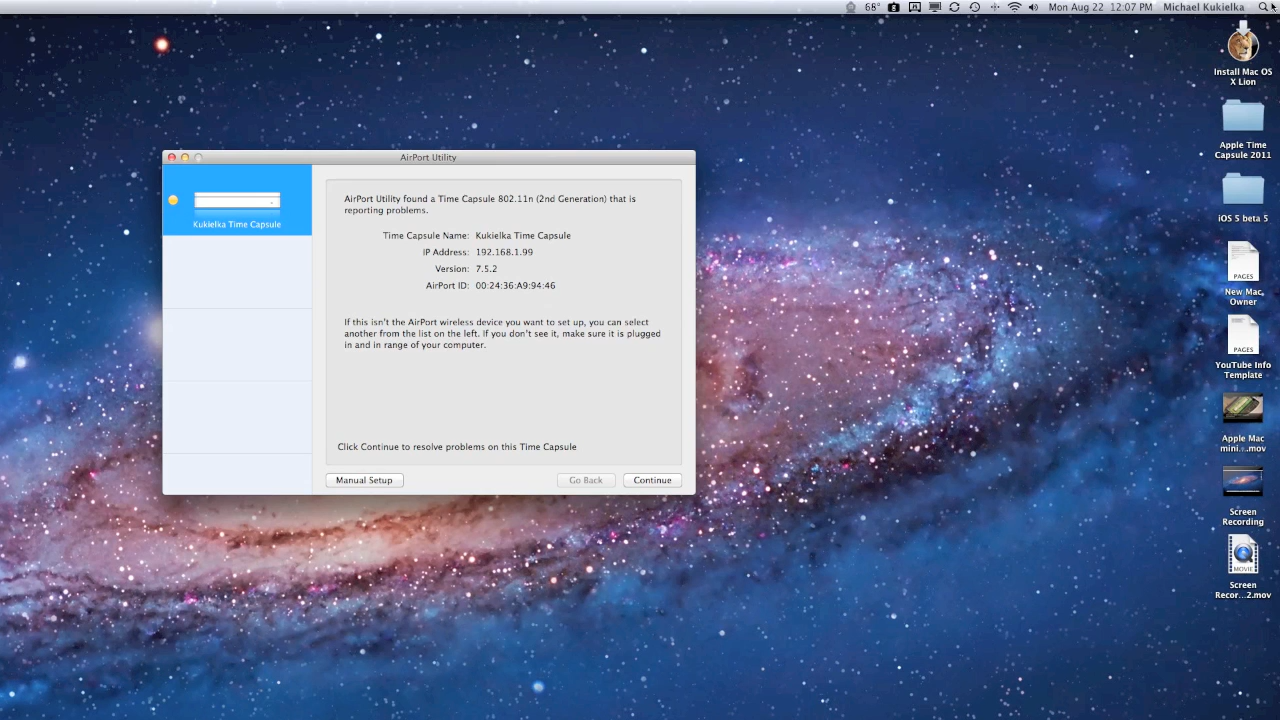 68° Mon Aug 22 12:07 PM Michael Kukielka
AirPort Utility
Kukielka Time Capsule
AirPort Utility found a Time Capsule 802.11n (2nd Generation) that is
reporting problems.
Time Capsule Name: Kukielka Time Capsule
IP Address: 192.168.1.99
Version: 7.5.2
AirPort ID: 00:24:36:A9:94:46
If this isn't the AirPort wireless device you want to set up, you can select
another from the list on the left. If you don't see it, make sure it is plugged
in and in range of your computer.
Click Continue to resolve problems on this Time Capsule
Manual Setup
Go Back
Continue
Install Mac OS
X Lion
Apple Time
Capsule 2011
iOS 5 beta 5
PAGES
New Mac
Owner
PAGES
YouTube Info
Template
Apple Mac
mini...mov
Screen
Recording
MOVIE
Screen
Recor...2.mov